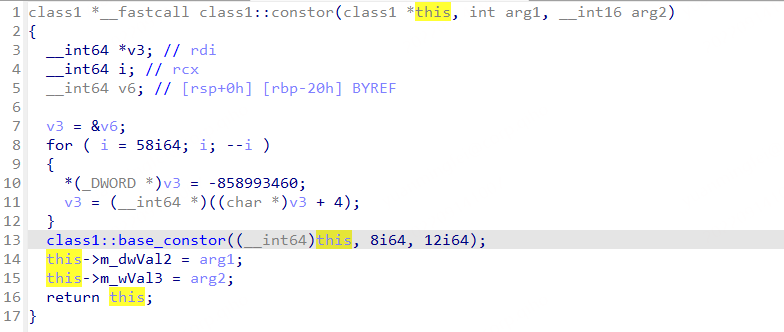 1 class1 *__fastcall class1::constor(class1 *this, int arg1, __int16 arg2)
2 {
3   __int64 *v3; // rdi
4   __int64 i; // rcx
5   __int64 v6; // [rsp+0h] [rbp-20h] BYREF
6
7   v3 = &v6;
8   for ( i = 58i64; i; --i )
9   {
10     *(_DWORD *)v3 = -858993460;
11     v3 = (__int64 *)((char *)v3 + 4);
12   }
13   class1::base_constor((__int64)this, 8i64, 12i64);
14   this->m_dwVal2 = arg1;
15   this->m_wVal3 = arg2;
16   return this;
17 }